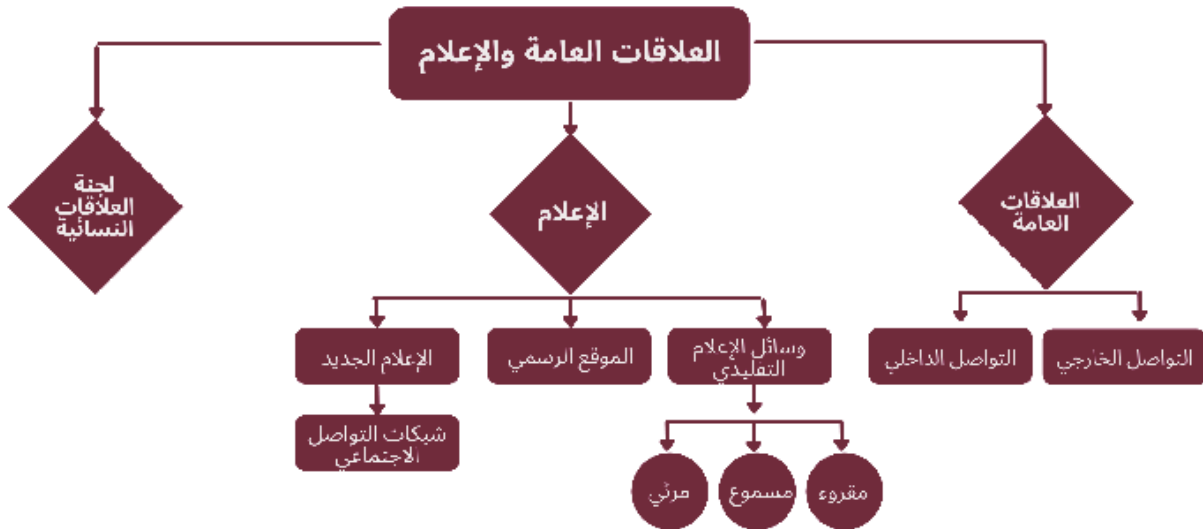 العلاقات العامة والإعلام
العلاقات
العامة
الإعلام
لجنة
العلاقات
النسائية
التواصل الخارجي
التواصل الداخلي
وسائل الإعلام
التقليدي
الموقع الرسمي
الإعلام الجديد
شبكات التواصل
الاجتماعي
مقروء
مسموع
مرئي